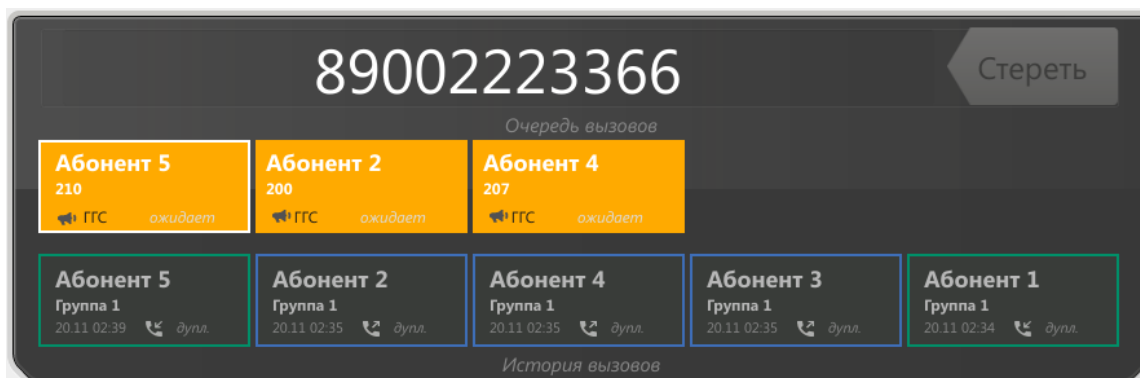 89002223366
Стереть
Очередь вызовов
Абонент 5
210
ГГС ожидает
Абонент 2
200
ГГС ожидает
Абонент 4
207
ГГС ожидает
Абонент 5
Группа 1
20.11 02:39 дупл.
Абонент 2
Группа 1
20.11 02:35 дупл.
Абонент 4
Группа 1
20.11 02:35 дупл.
Абонент 3
Группа 1
20.11 02:35 дупл.
Абонент 1
Группа 1
20.11 02:34 дупл.
История вызовов